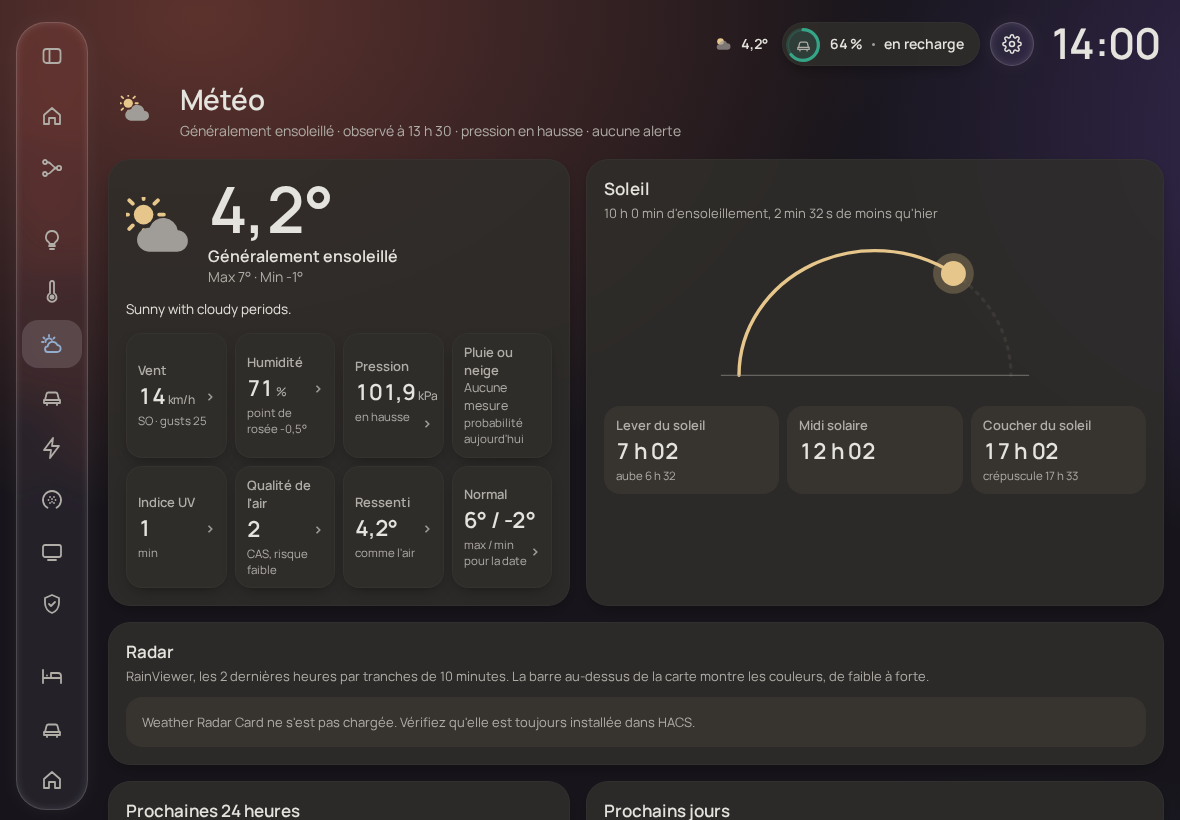 4,2°
64 % • en recharge
14:00
Météo
Généralement ensoleillé · observé à 13 h 30 · pression en hausse · aucune alerte
4,2°
Généralement ensoleillé
Max 7° · Min -1°
Sunny with cloudy periods.
Vent
14 km/h
SO · gusts 25
Humidité
71 %
point de
rosée -0,5°
Pression
101,9 kPa
en hausse
Pluie ou
neige
Aucune
mesure
probabilité
aujourd'hui
Indice UV
1
min
Qualité de
l'air
2
CAS, risque
faible
Ressenti
4,2°
comme l'air
Normal
6° / -2°
max / min
pour la date
Soleil
10 h 0 min d'ensoleillement, 2 min 32 s de moins qu'hier
Lever du soleil
7 h 02
aube 6 h 32
Midi solaire
12 h 02
Coucher du soleil
17 h 02
crépuscule 17 h 33
Radar
RainViewer, les 2 dernières heures par tranches de 10 minutes. La barre au-dessus de la carte montre les couleurs, de faible à forte.
Weather Radar Card ne s'est pas chargée. Vérifiez qu'elle est toujours installée dans HACS.
Prochaines 24 heures
Prochains jours